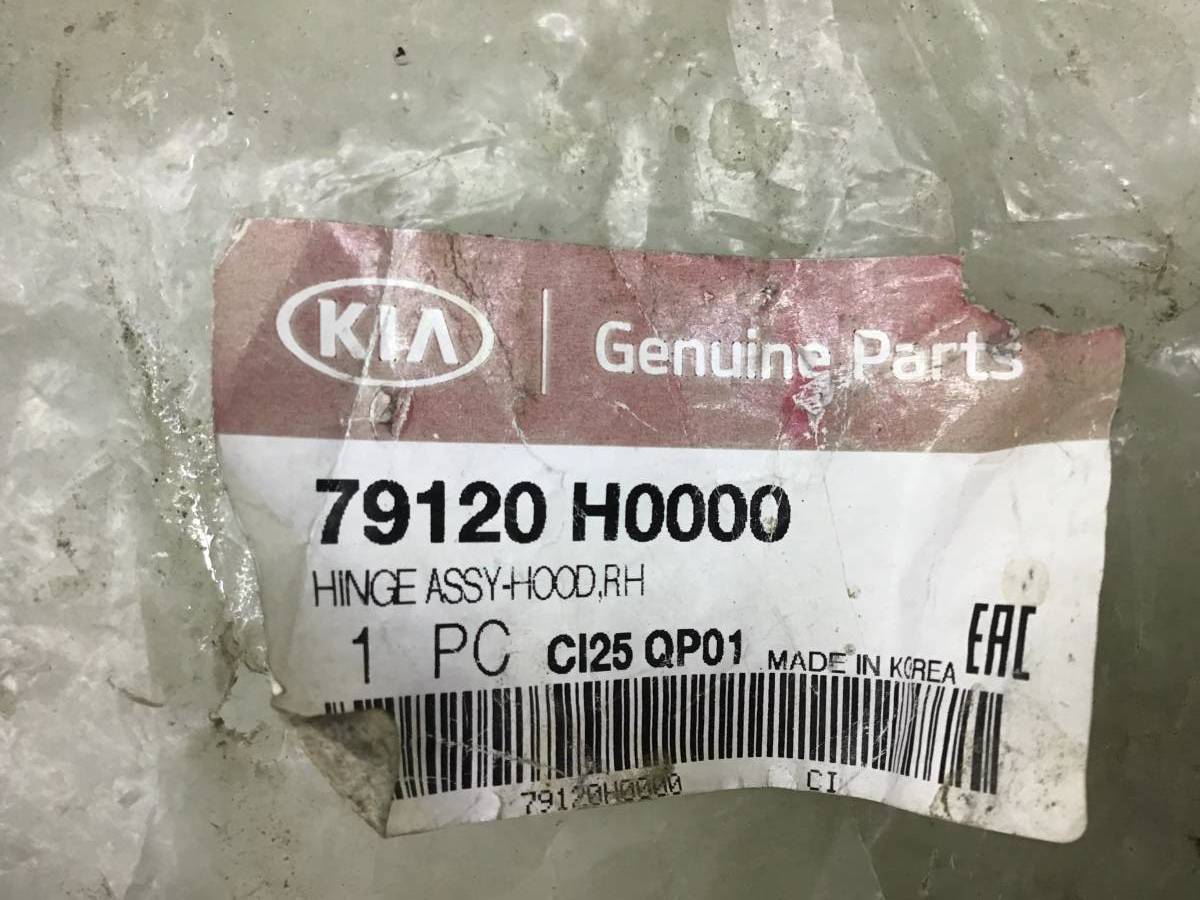 KIA Genuine Parts
79120 H0000
HINGE ASSY-HOOD,RH
1 PC CI25 QP01 MADE IN KOREA EAC
79120H0000 CI